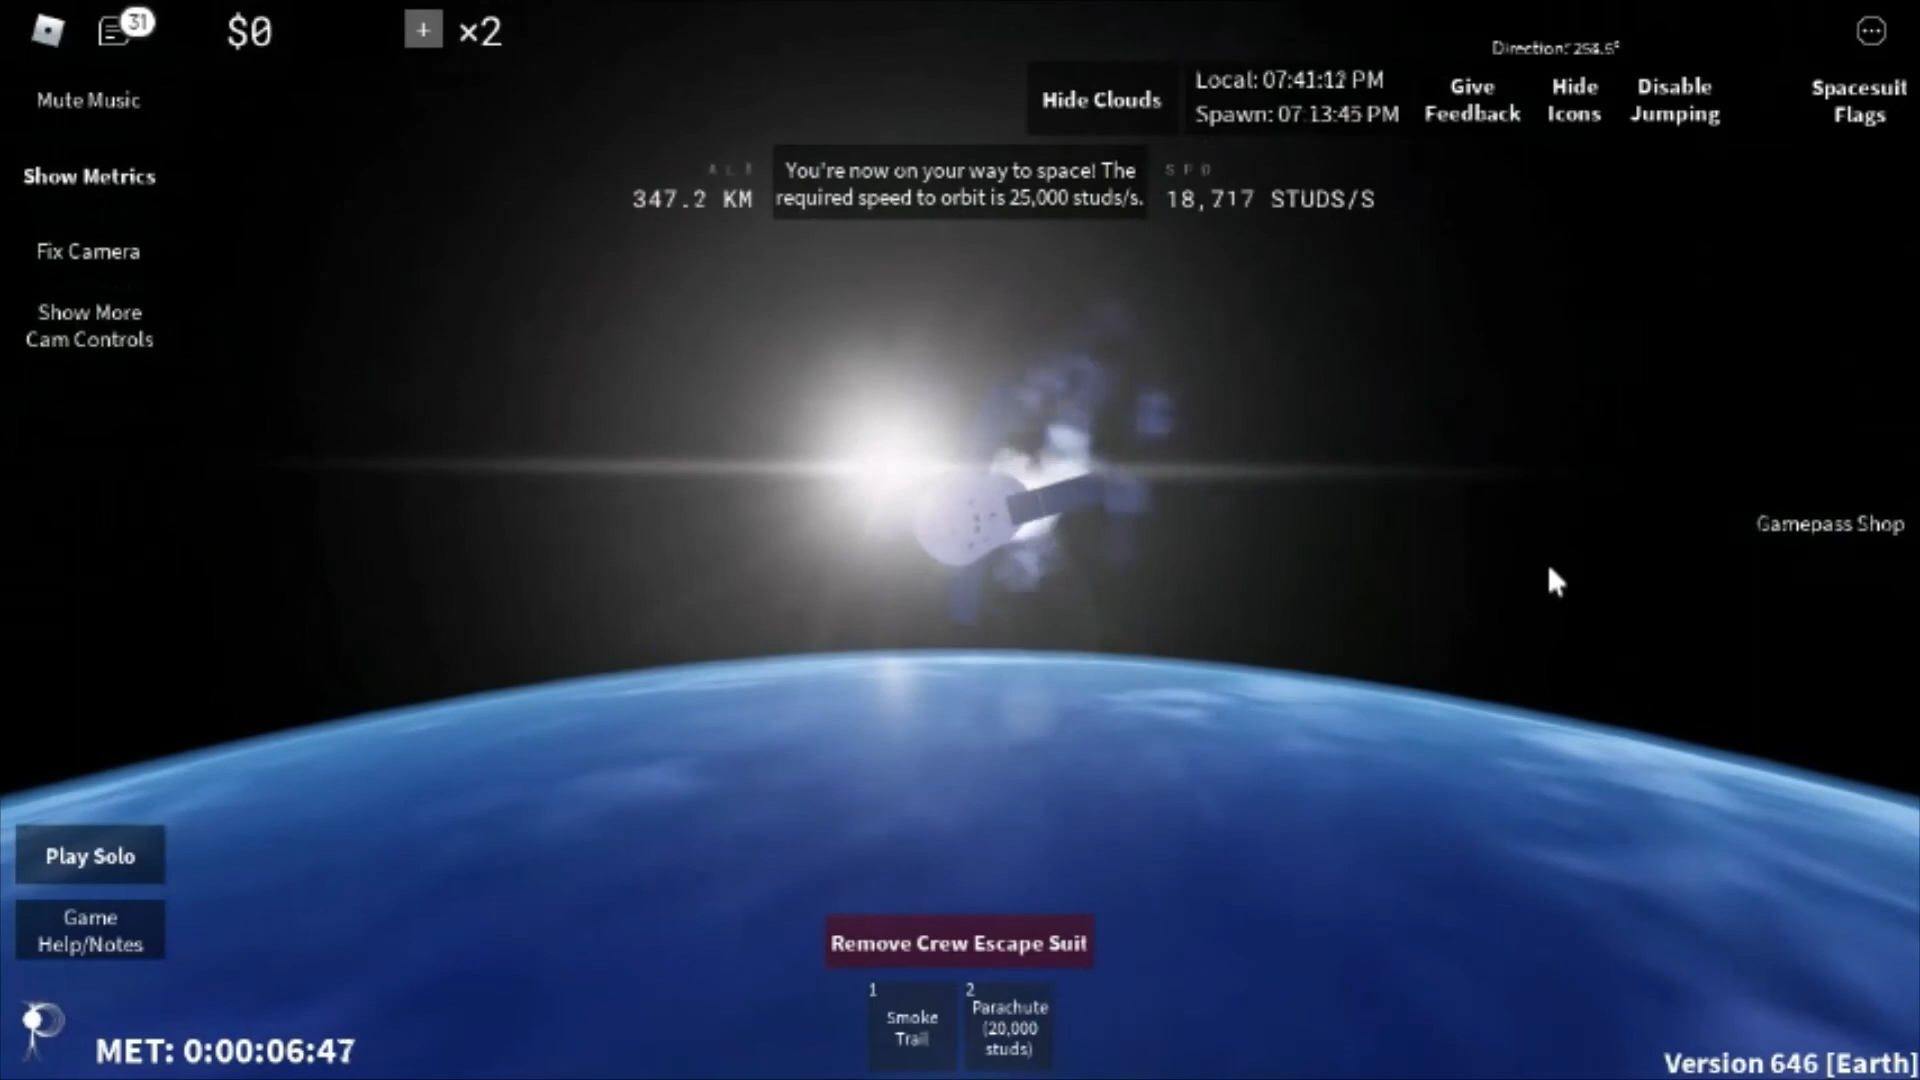 31
$0
+ ×2
Direction: 258.5°
Mute Music
Hide Clouds
Local: 07:41:12 PM
Spawn: 07:13:45 PM
Give
Feedback
Hide
Icons
Disable
Jumping
Spacesuit
Flags
Show Metrics
ALT
347.2 KM
You're now on your way to space! The
required speed to orbit is 25,000 studs/s.
SPD
18,717 STUDS/S
Fix Camera
Show More
Cam Controls
Gamepass Shop
Play Solo
Game
Help/Notes
Remove Crew Escape Suit
1
Smoke
Trail
2
Parachute
(20,000
studs)
MET: 0:00:06:47
Version 646 [Earth]